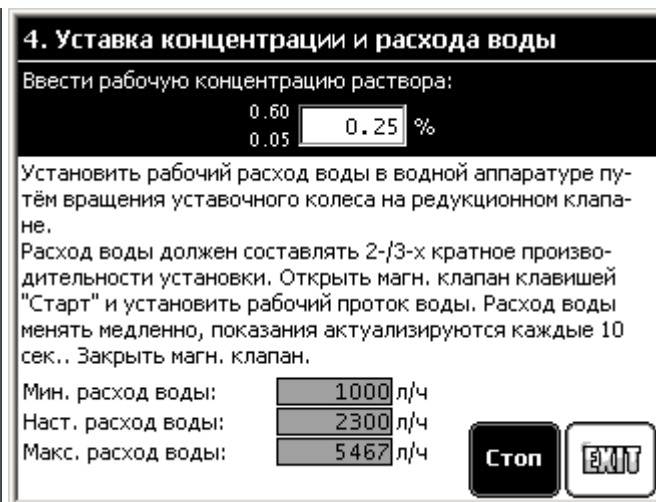 4. Уставка концентрации и расхода воды
Ввести рабочую концентрацию раствора:
0.60
0.25 %
0.05
Установить рабочий расход воды в водной аппаратуре пу-
тём вращения уставочного колеса на редукционном клапа-
не.
Расход воды должен составлять 2-/3-х кратное произво-
дительности установки. Открыть магн. клапан клавишей
"Старт" и установить рабочий проток воды. Расход воды
менять медленно, показания актуализируются каждые 10
сек.. Закрыть магн. клапан.
Мин. расход воды: 1000 л/ч
Наст. расход воды: 2300 л/ч
Макс. расход воды: 5467 л/ч
Стоп
EXIT